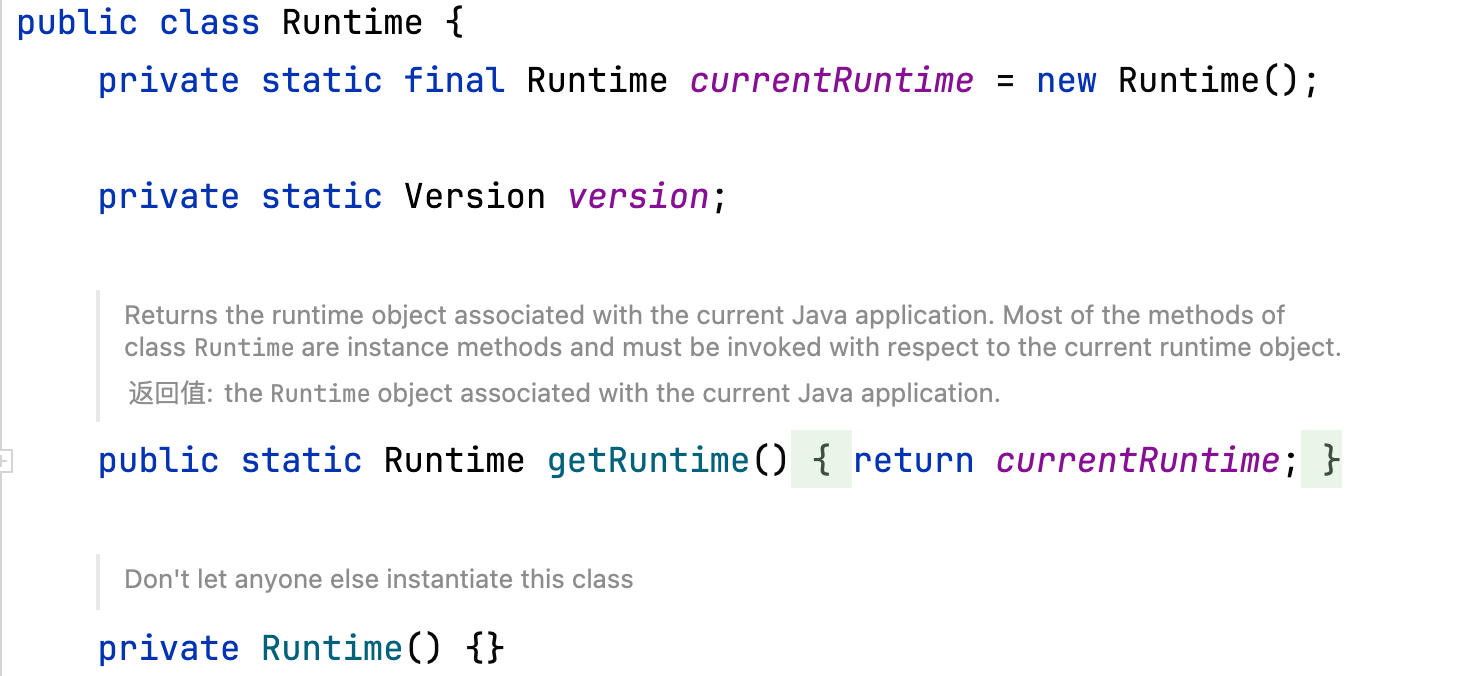 public class Runtime {
private static final Runtime currentRuntime = new Runtime();
private static Version version;
Returns the runtime object associated with the current Java application. Most of the methods of
class Runtime are instance methods and must be invoked with respect to the current runtime object.
返回值: the Runtime object associated with the current Java application.
public static Runtime getRuntime() { return currentRuntime; }
Don't let anyone else instantiate this class
private Runtime() {}